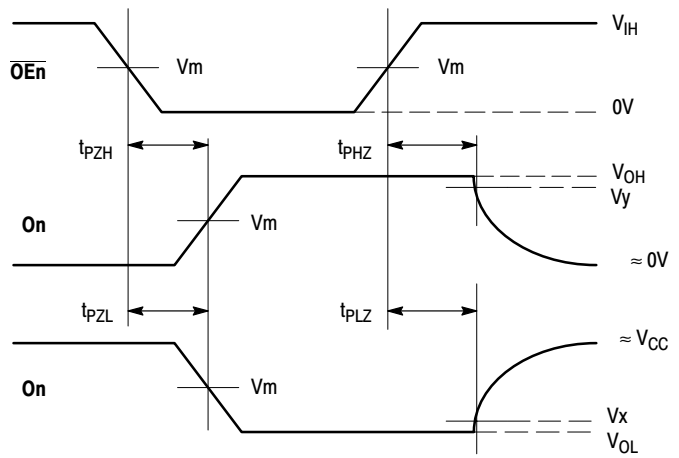 V_IH
OEn Vm Vm
0V
t_PZH t_PHZ
V_OH
Vy
On Vm
≈ 0V
t_PZL t_PLZ
≈ V_CC
On Vm
Vx
V_OL